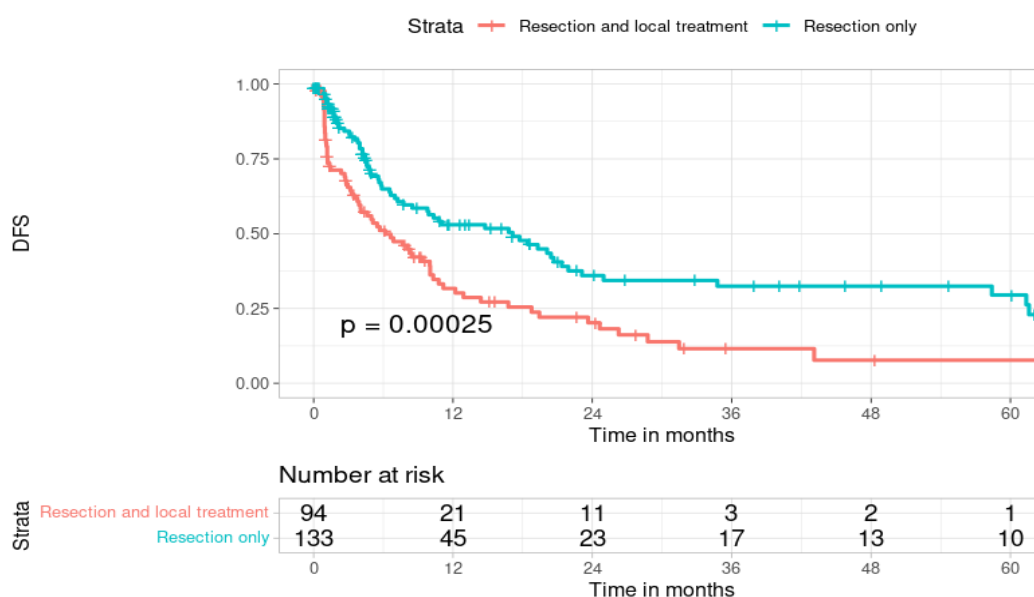 Strata Resection and local treatment Resection only
DFS
1.00
0.75
0.50
0.25
0.00
p = 0.00025
0 12 24 36 48 60
Time in months
Number at risk
Strata
Resection and local treatment 94 21 11 3 2 1
Resection only 133 45 23 17 13 10
0 12 24 36 48 60
Time in months